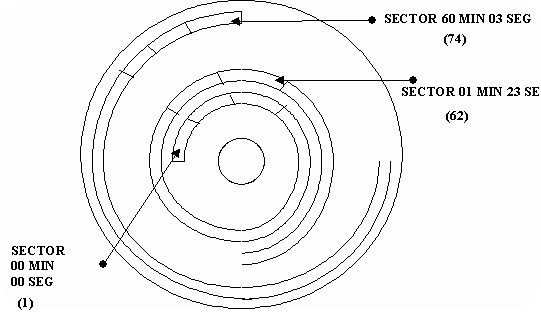 SECTOR 60 MIN 03 SEG
(74)
SECTOR 01 MIN 23 SE
(62)
SECTOR
00 MIN
00 SEG
(1)